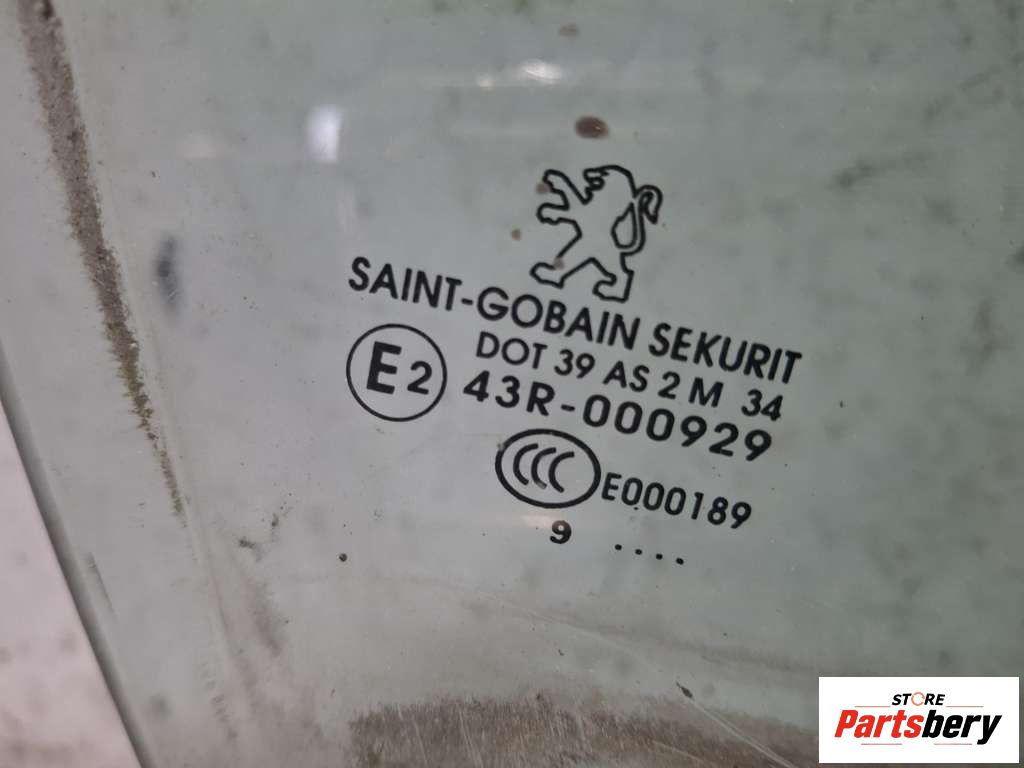 SAINT-GOBAIN SEKURIT
DOT 39 AS 2 M 34
E2 43R-000929
CCC E000189
9 ....
STORE
Partsbery